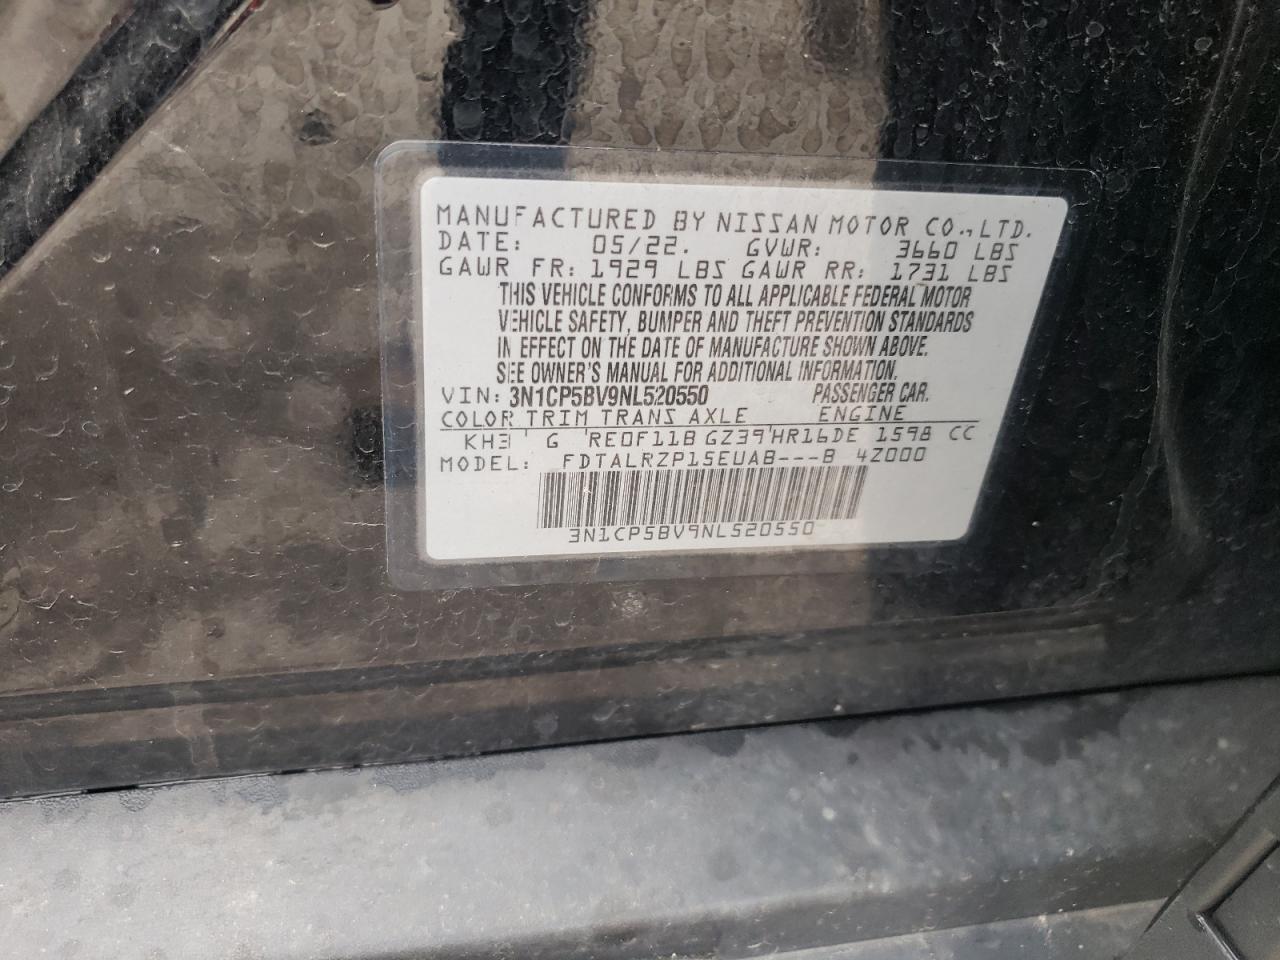 MANUFACTURED BY NISSAN MOTOR CO.,LTD.
DATE: 05/22. GVWR: 3660 LBS
GAWR FR: 1929 LBS GAWR RR: 1731 LBS
THIS VEHICLE CONFORMS TO ALL APPLICABLE FEDERAL MOTOR
VEHICLE SAFETY, BUMPER AND THEFT PREVENTION STANDARDS
IN EFFECT ON THE DATE OF MANUFACTURE SHOWN ABOVE.
SEE OWNER'S MANUAL FOR ADDITIONAL INFORMATION.
VIN: 3N1CP5BV9NL520550 PASSENGER CAR.
COLOR TRIM TRANS AXLE ENGINE
KH3 G RE0F11B GZ39 HR16DE 1598 CC
MODEL: FDTALRZP15EUAB---B 4Z000
3N1CP5BV9NL520550